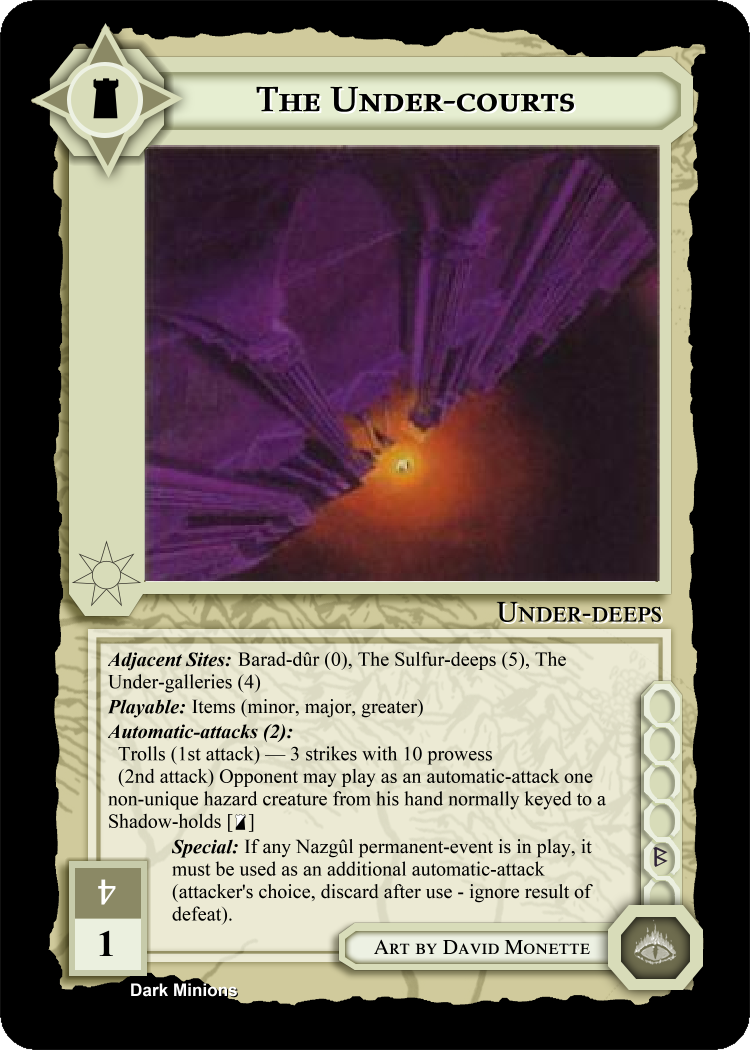 The Under-courts
Under-deeps
Adjacent Sites: Barad-dûr (0), The Sulfur-deeps (5), The
Under-galleries (4)
Playable: Items (minor, major, greater)
Automatic-attacks (2):
Trolls (1st attack) — 3 strikes with 10 prowess
(2nd attack) Opponent may play as an automatic-attack one
non-unique hazard creature from his hand normally keyed to a
Shadow-holds [ ]
Special: If any Nazgûl permanent-event is in play, it
must be used as an additional automatic-attack
(attacker's choice, discard after use - ignore result of
defeat).
4
1
Art by David Monette
Dark Minions